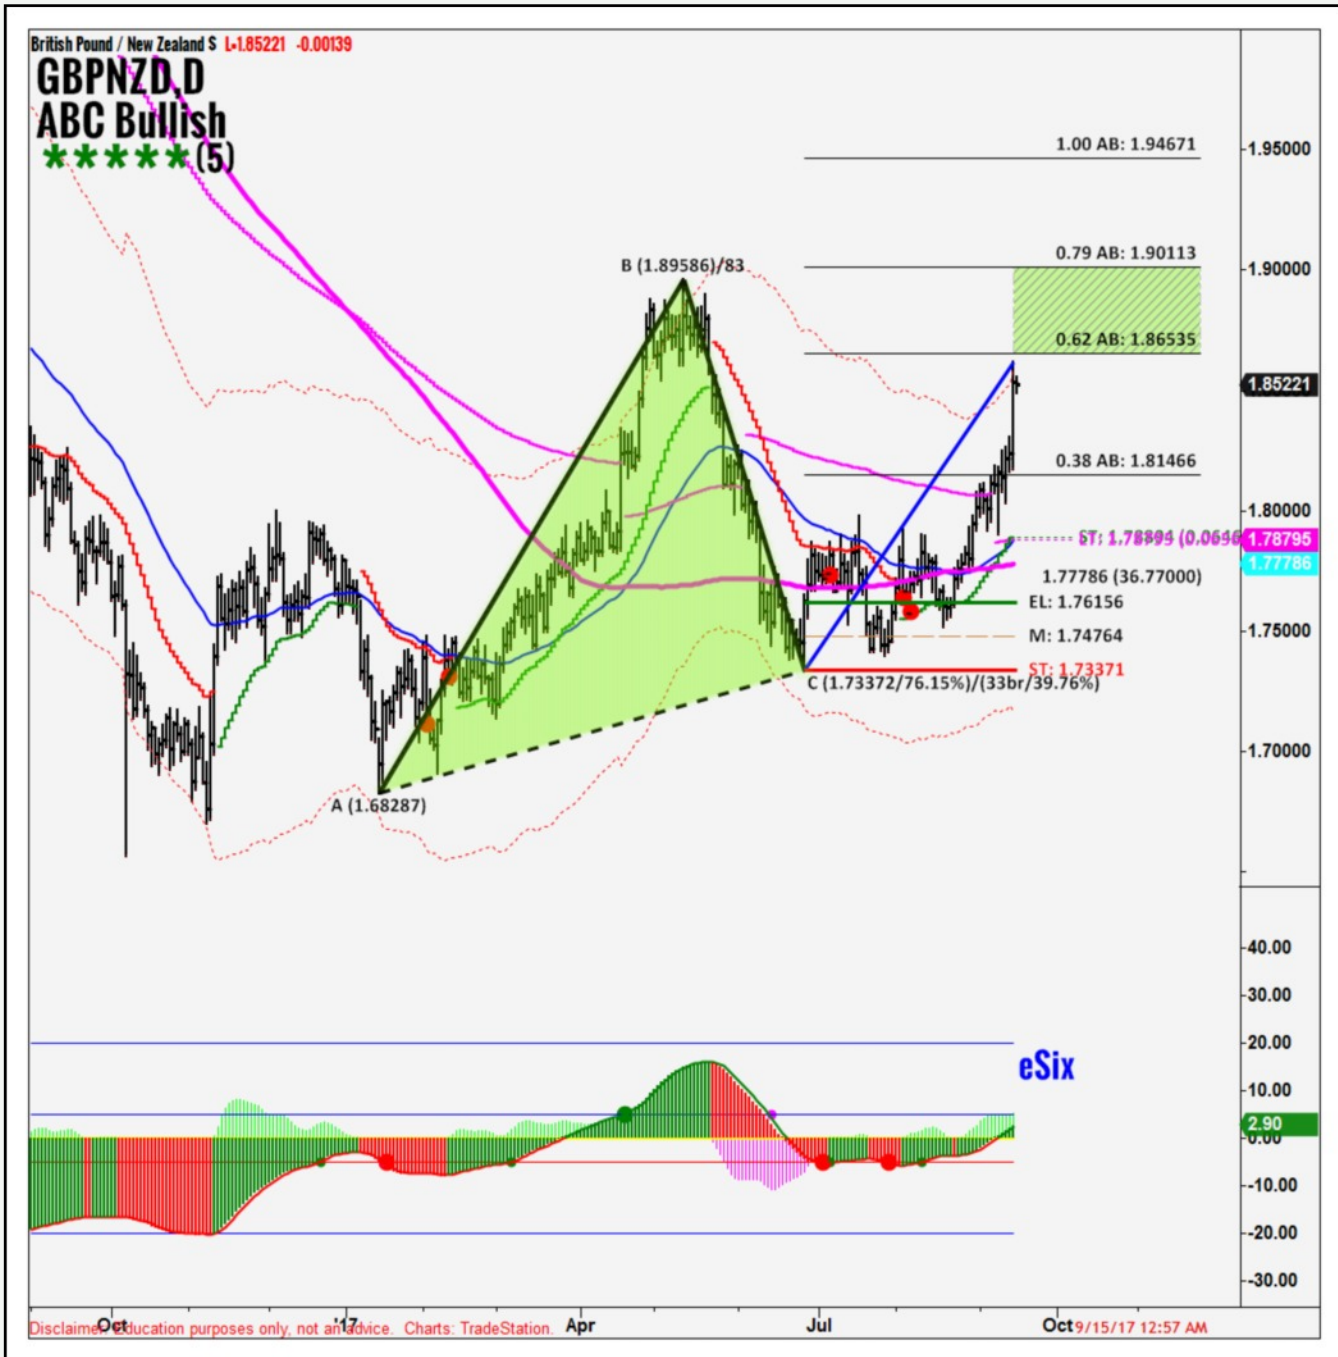 British Pound / New Zealand $ L=1.85221 -0.00139
GBPNZD,D
ABC Bullish
*****(5)
1.00 AB: 1.94671
1.95000
0.79 AB: 1.90113
B (1.89586)/83
1.90000
0.62 AB: 1.86535
1.85221
0.38 AB: 1.81466
1.80000
1.78795
1.77786
1.77786 (36.77000)
EL: 1.76156
M: 1.74764
1.75000
ST: 1.73371
C (1.73372/76.15%)/(33br/39.76%)
1.70000
A (1.68287)
40.00
30.00
20.00
eSix
10.00
2.90
0.00
-10.00
-20.00
-30.00
Oct '17 Apr Jul Oct
Disclaimer: Education purposes only, not an advice. Charts: TradeStation. 9/15/17 12:57 AM